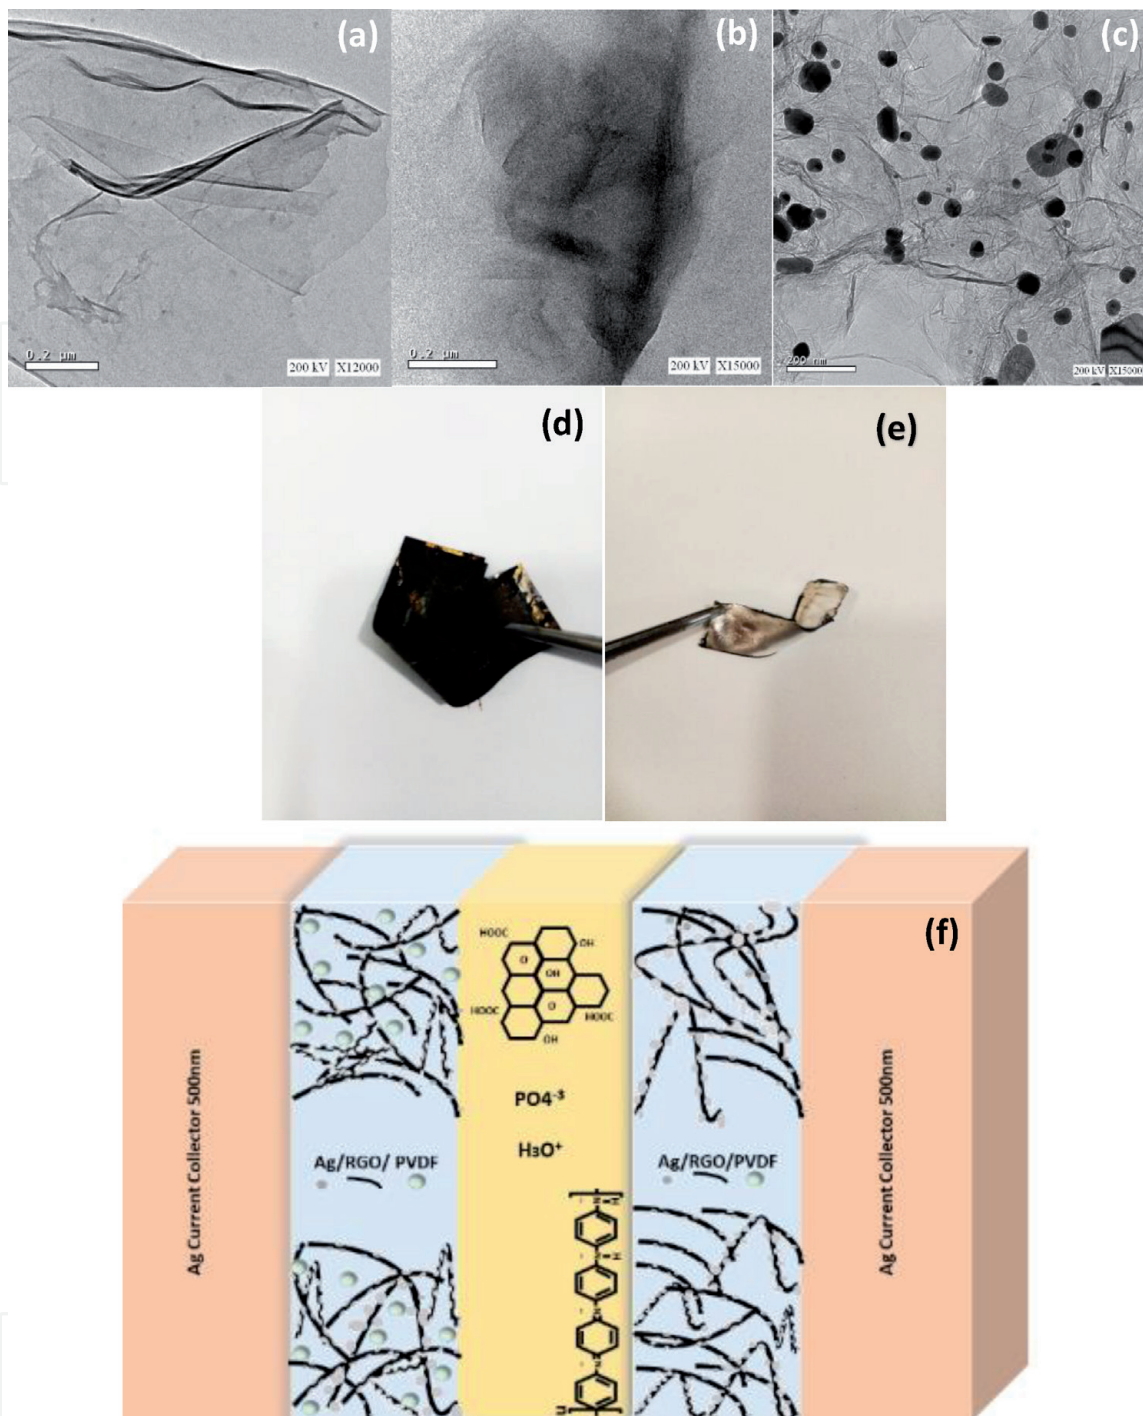 (a)
(b)
(c)
0.2 μm
200 kV X12000
0.2 μm
200 kV X15000
200 nm
200 kV X15000
(d)
(e)
(f)
Ag Current Collector 500nm
HOOC
OH
O
OH
HOOC
O
HOOC
OH
PO4⁻³
H₃O⁺
Ag/RGO/ PVDF
Ag/RGO/PVDF
Ag Current Collector 500nm
N
H
N
H
N
N
n